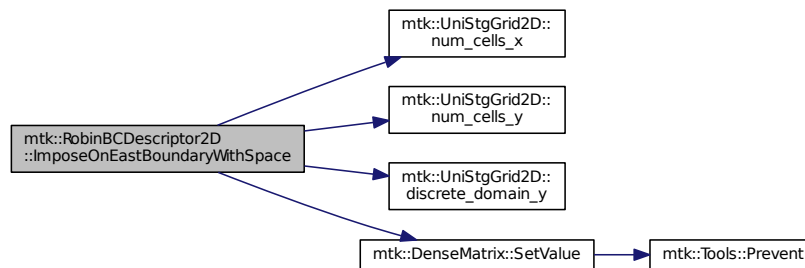 mtk::UniStgGrid2D::
num_cells_x
mtk::UniStgGrid2D::
num_cells_y
mtk::RobinBCDescriptor2D
::ImposeOnEastBoundaryWithSpace
mtk::UniStgGrid2D::
discrete_domain_y
mtk::DenseMatrix::SetValue
mtk::Tools::Prevent